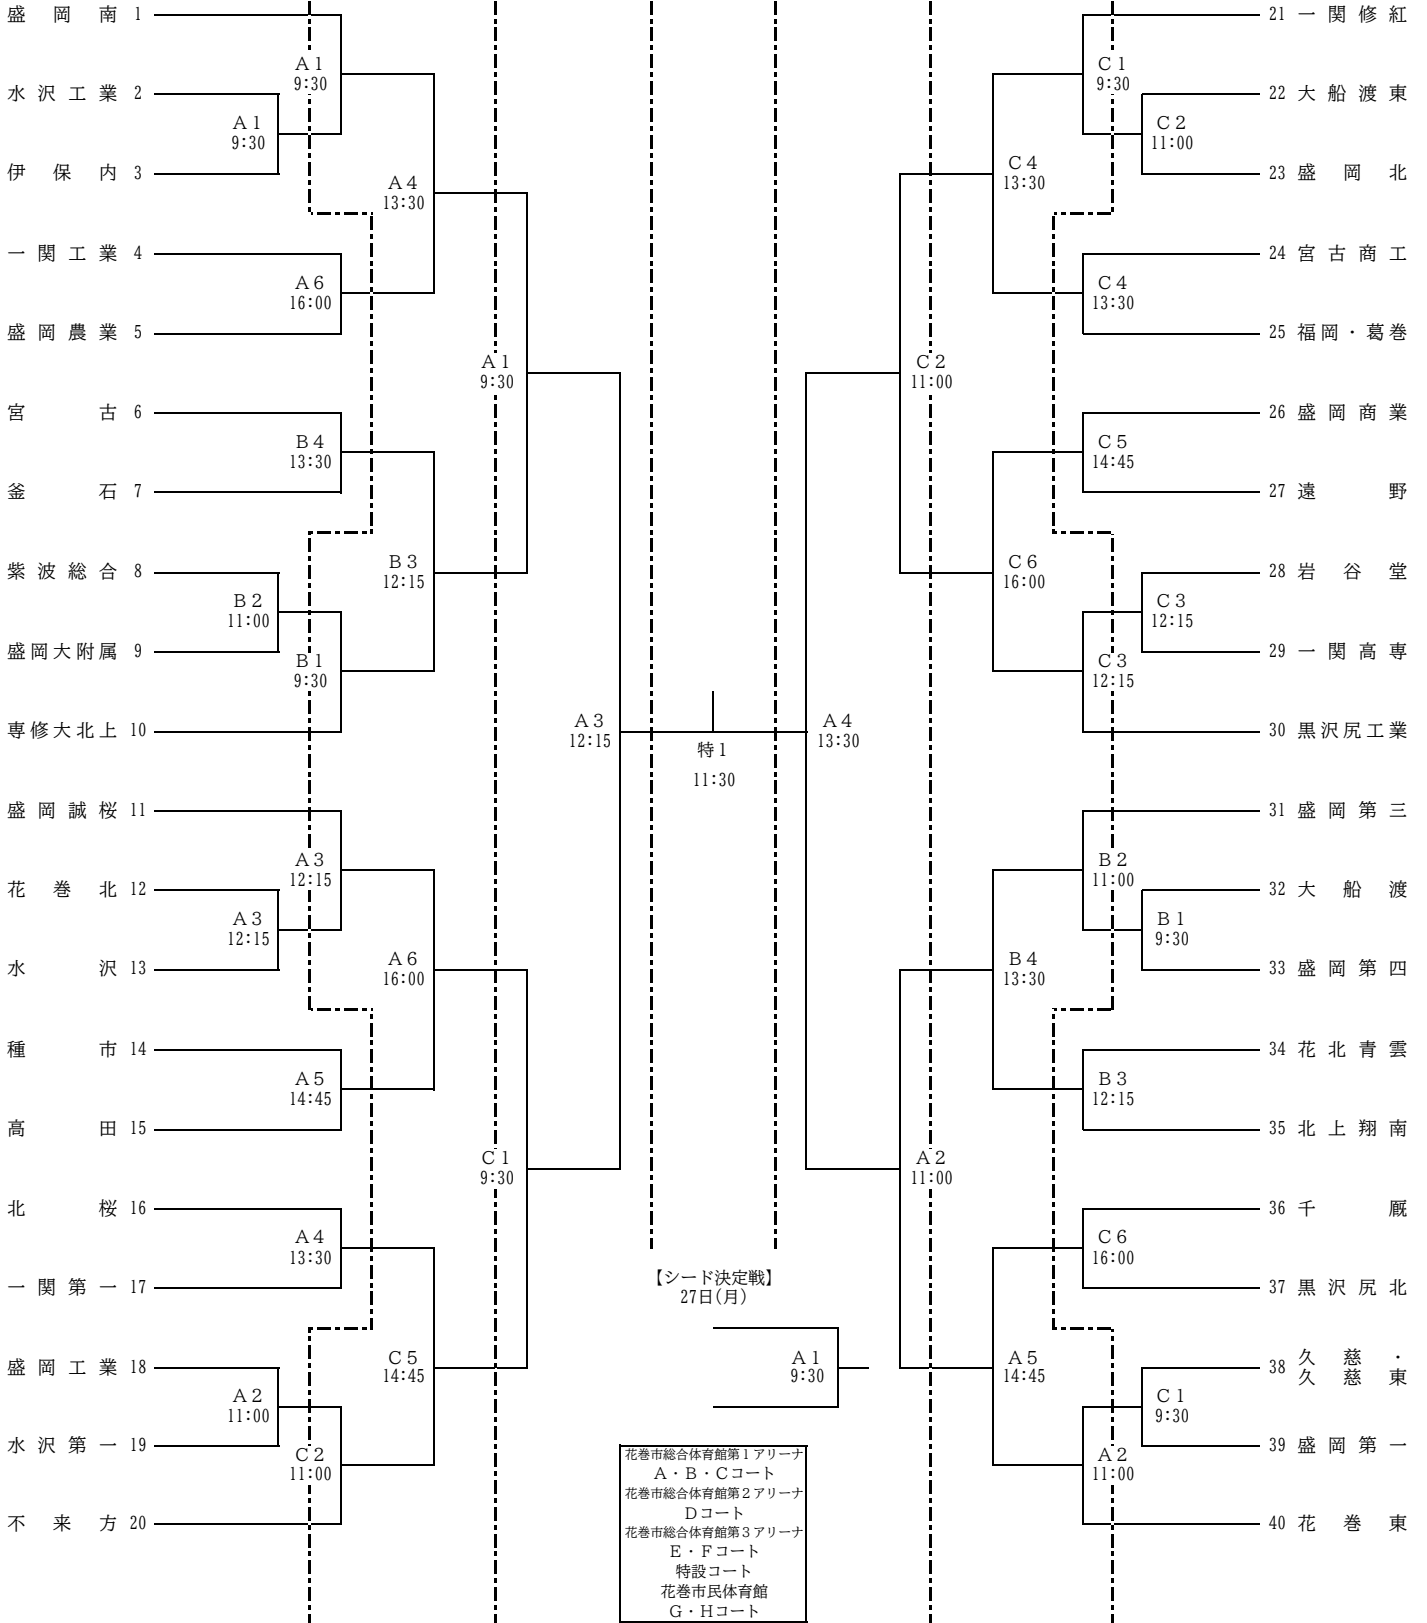 盛岡南 1
A1
9:30
水沢工業 2
A1
9:30
伊保内 3
A4
13:30
一関工業 4
A6
16:00
盛岡農業 5
A1
9:30
宮古 6
B4
13:30
釜石 7
B3
12:15
紫波総合 8
B2
11:00
盛岡大附属 9
B1
9:30
専修大北上 10
A3
12:15
盛岡誠桜 11
A3
12:15
花巻北 12
A3
12:15
水沢 13
A6
16:00
種市 14
A5
14:45
高田 15
C1
9:30
北桜 16
A4
13:30
一関第一 17
盛岡工業 18
C5
14:45
A2
11:00
水沢第一 19
C2
11:00
不来方 20
特1
11:30
【シード決定戦】
27日(月)
A1
9:30
花巻市総合体育館第1アリーナ
A・B・Cコート
花巻市総合体育館第2アリーナ
Dコート
花巻市総合体育館第3アリーナ
E・Fコート
特設コート
花巻市民体育館
G・Hコート
21 一関修紅
C1
9:30
22 大船渡東
C2
11:00
23 盛岡北
C4
13:30
24 宮古商工
C4
13:30
25 福岡・葛巻
C2
11:00
26 盛岡商業
C5
14:45
27 遠野
C6
16:00
28 岩谷堂
C3
12:15
29 一関高専
C3
12:15
30 黒沢尻工業
A4
13:30
31 盛岡第三
B2
11:00
32 大船渡
B1
9:30
33 盛岡第四
B4
13:30
34 花北青雲
B3
12:15
35 北上翔南
A2
11:00
36 千厩
C6
16:00
37 黒沢尻北
A5
14:45
38 久慈・
久慈東
C1
9:30
39 盛岡第一
A2
11:00
40 花巻東